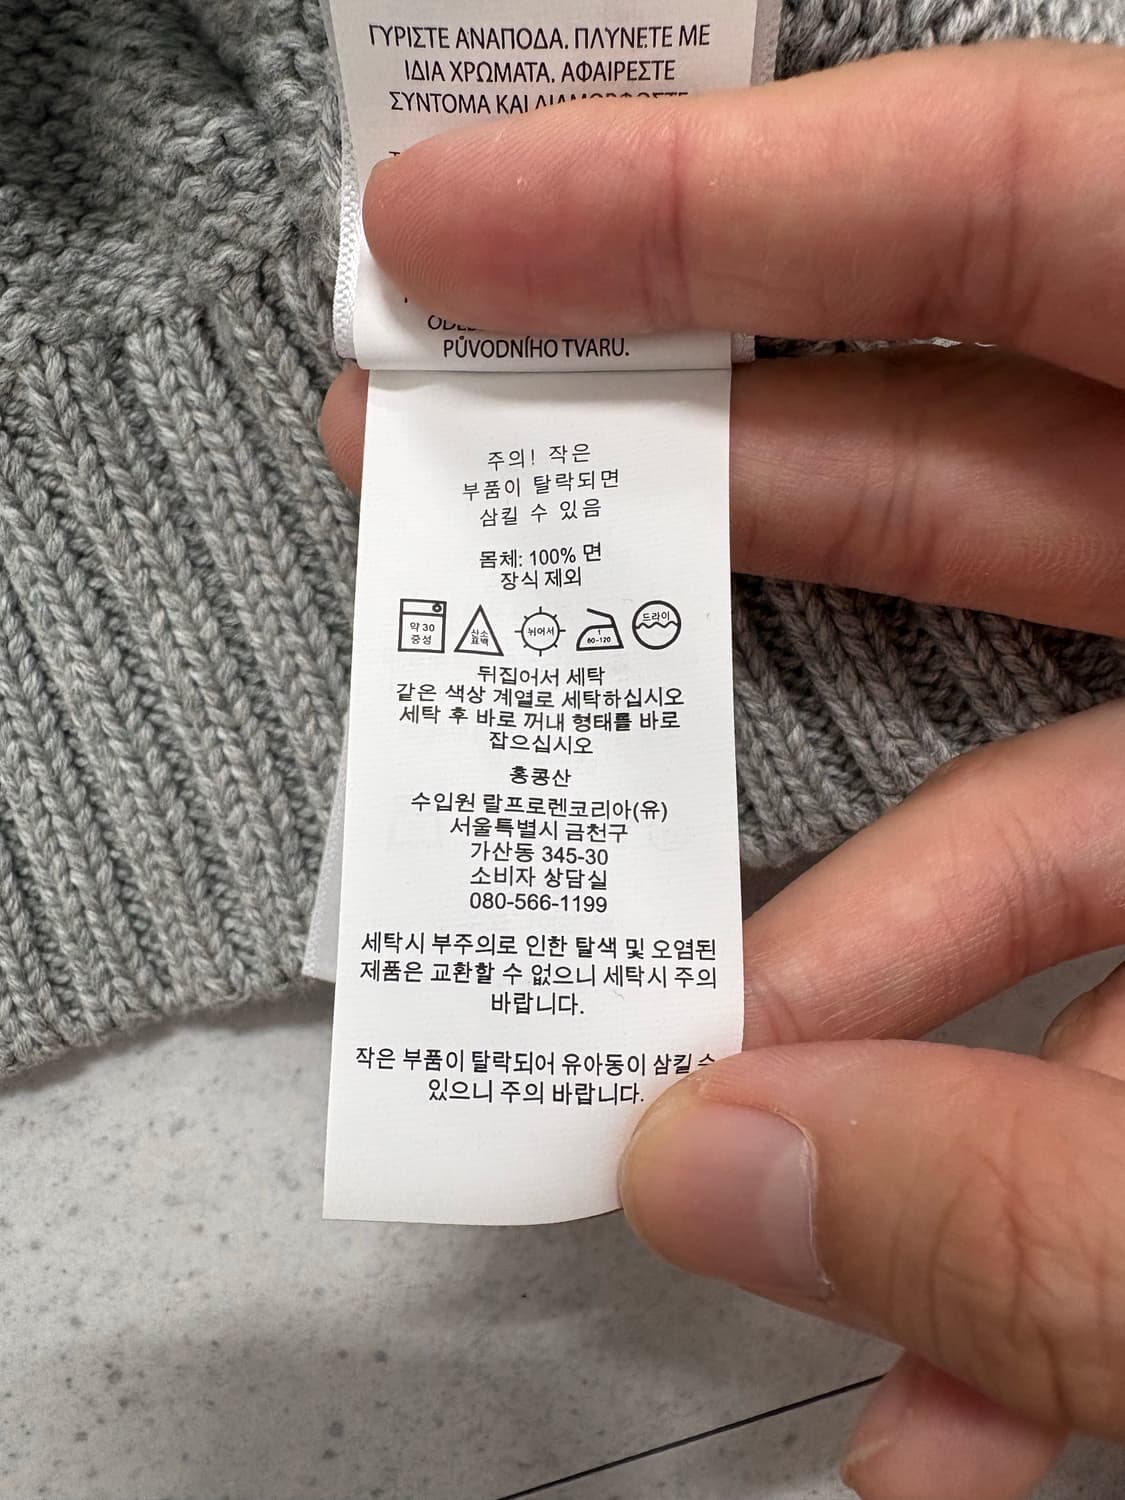 ΓΥΡΙΣΤΕ ΑΝΑΠΟΔΑ. ΠΛΥΝΕΤΕ ΜΕ
ΙΔΙΑ ΧΡΩΜΑΤΑ. ΑΦΑΙΡΕΣΤΕ
ΣΥΝΤΟΜΑ ΚΑΙ ΔΙΑΜΟΡΦΩΣΤΕ
PŮVODNÍHO TVARU.
주의! 작은
부품이 탈락되면
삼킬 수 있음
몸체: 100% 면
장식 제외
약 30
중성
산소
표백
뉘어서
1
80-120
드라이
뒤집어서 세탁
같은 색상 계열로 세탁하십시오
세탁 후 바로 꺼내 형태를 바로
잡으십시오
홍콩산
수입원 랄프로렌코리아(유)
서울특별시 금천구
가산동 345-30
소비자 상담실
080-566-1199
세탁시 부주의로 인한 탈색 및 오염된
제품은 교환할 수 없으니 세탁시 주의
바랍니다.
작은 부품이 탈락되어 유아동이 삼킬 수
있으니 주의 바랍니다.